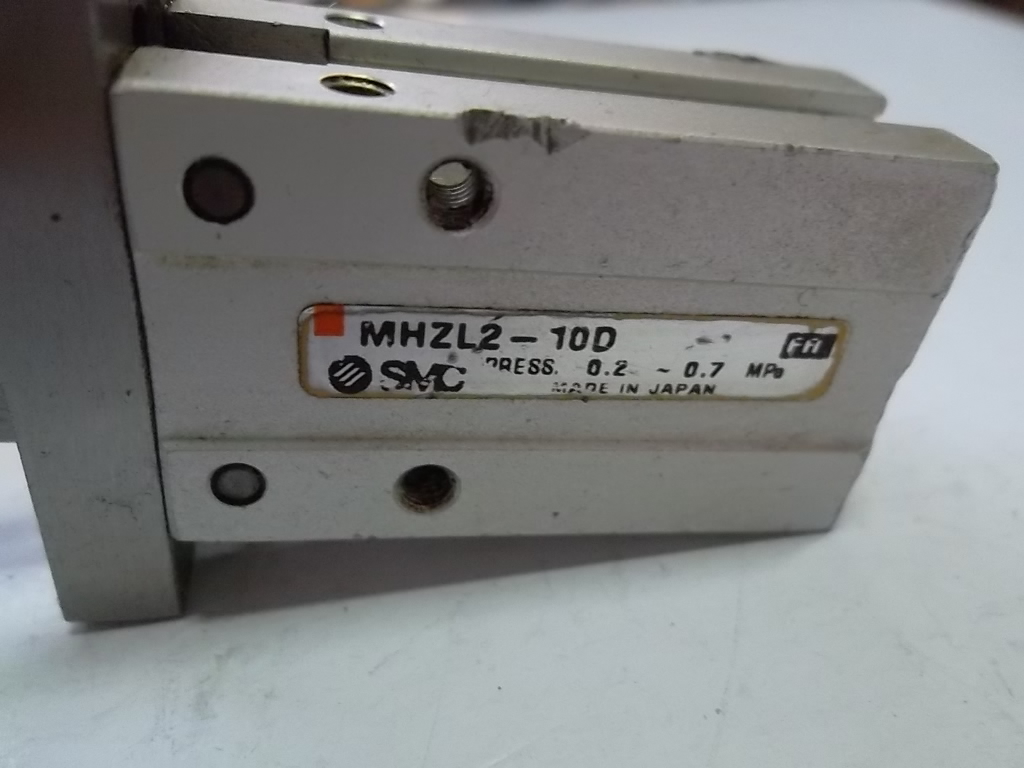 MHZL2-10D
SMC PRESS. 0.2 ~ 0.7 MPa
MADE IN JAPAN